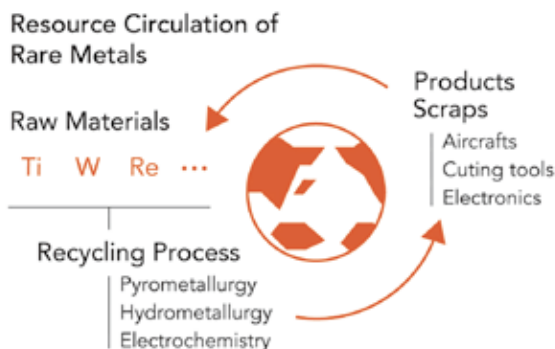 Resource Circulation of
Rare Metals
Raw Materials
Ti W Re ...
Products
Scraps
Aircrafts
Cuting tools
Electronics
Recycling Process
Pyrometallurgy
Hydrometallurgy
Electrochemistry